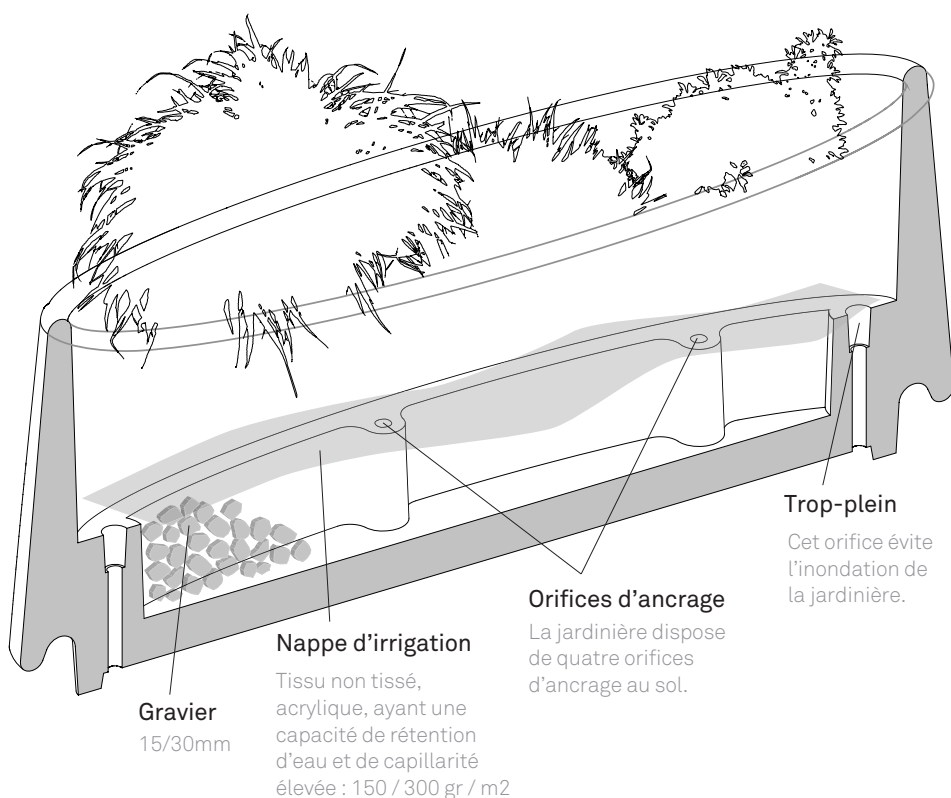 Trop-plein
Cet orifice évite
l’inondation de
la jardinière.
Orifices d’ancrage
La jardinière dispose
de quatre orifices
d’ancrage au sol.
Nappe d’irrigation
Tissu non tissé,
acrylique, ayant une
capacité de rétention
d’eau et de capillarité
élevée : 150 / 300 gr / m2
Gravier
15/30mm